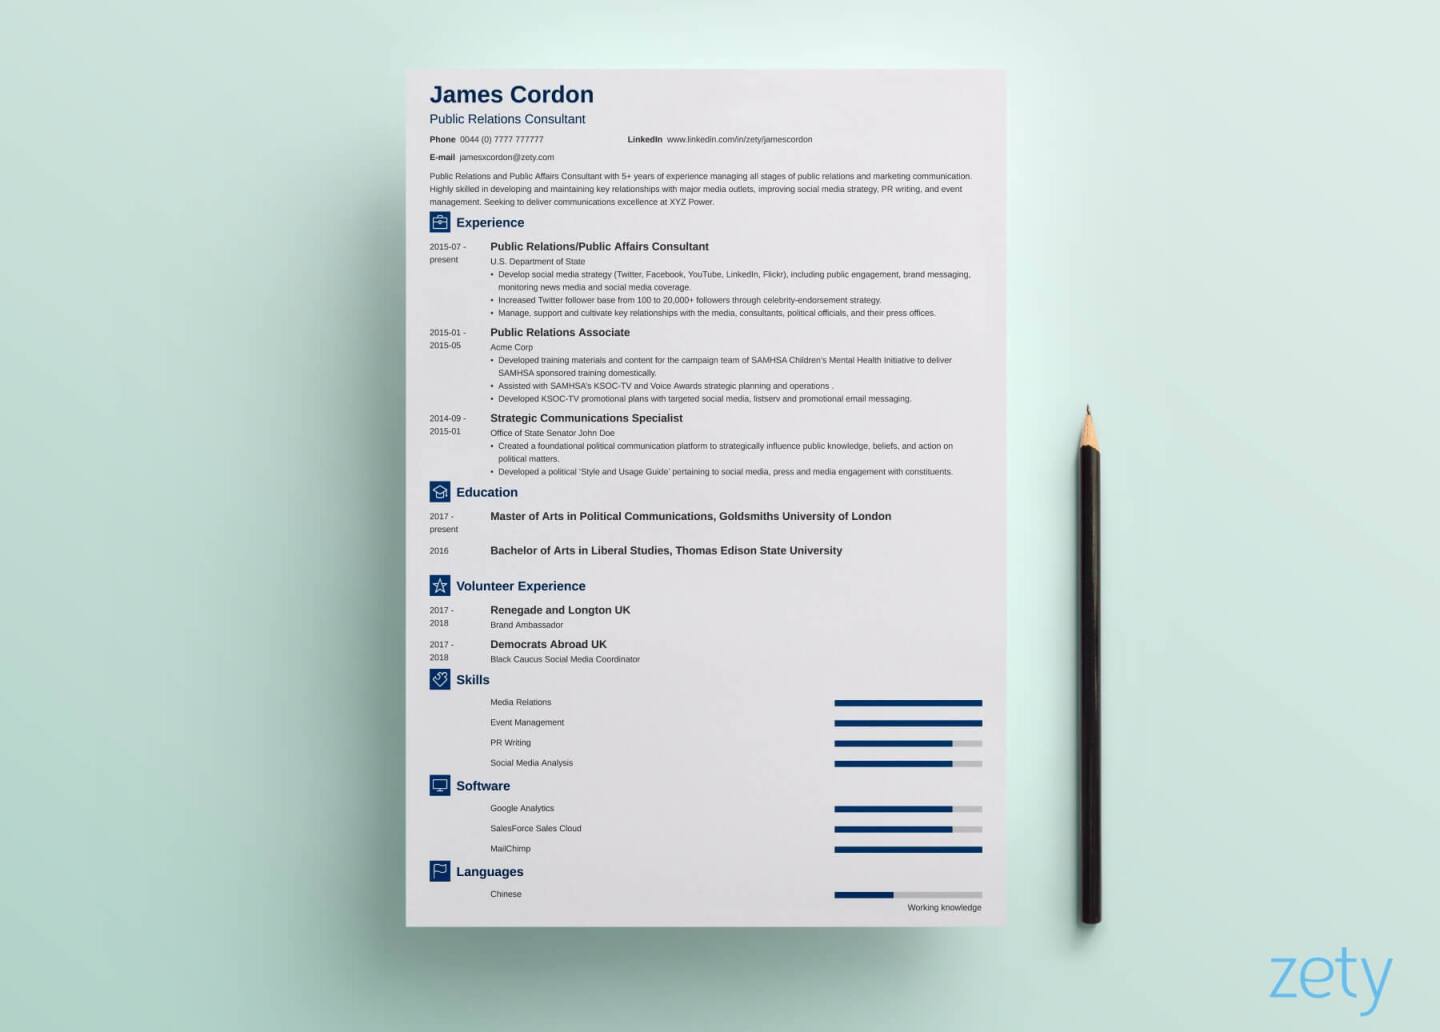 James Cordon
Public Relations Consultant
Phone 0044 (0) 7777 777777 LinkedIn www.linkedin.com/in/zety/jamescordon
E-mail jamesxcordon@zety.com
Public Relations and Public Affairs Consultant with 5+ years of experience managing all stages of public relations and marketing communication.
Highly skilled in developing and maintaining key relationships with major media outlets, improving social media strategy, PR writing, and event
management. Seeking to deliver communications excellence at XYZ Power.
Experience
2015-07 - Public Relations/Public Affairs Consultant
present U.S. Department of State
• Develop social media strategy (Twitter, Facebook, YouTube, LinkedIn, Flickr), including public engagement, brand messaging,
monitoring news media and social media coverage.
• Increased Twitter follower base from 100 to 20,000+ followers through celebrity-endorsement strategy.
• Manage, support and cultivate key relationships with the media, consultants, political officials, and their press offices.
2015-01 - Public Relations Associate
2015-05 Acme Corp
• Developed training materials and content for the campaign team of SAMHSA Children's Mental Health Initiative to deliver
SAMHSA sponsored training domestically.
• Assisted with SAMHSA's KSOC-TV and Voice Awards strategic planning and operations .
• Developed KSOC-TV promotional plans with targeted social media, listserv and promotional email messaging.
2014-09 - Strategic Communications Specialist
2015-01 Office of State Senator John Doe
• Created a foundational political communication platform to strategically influence public knowledge, beliefs, and action on
political matters.
• Developed a political 'Style and Usage Guide' pertaining to social media, press and media engagement with constituents.
Education
2017 - Master of Arts in Political Communications, Goldsmiths University of London
present
2016 Bachelor of Arts in Liberal Studies, Thomas Edison State University
Volunteer Experience
2017 - Renegade and Longton UK
2018 Brand Ambassador
2017 - Democrats Abroad UK
2018 Black Caucus Social Media Coordinator
Skills
Media Relations
Event Management
PR Writing
Social Media Analysis
Software
Google Analytics
SalesForce Sales Cloud
MailChimp
Languages
Chinese
Working knowledge
zety